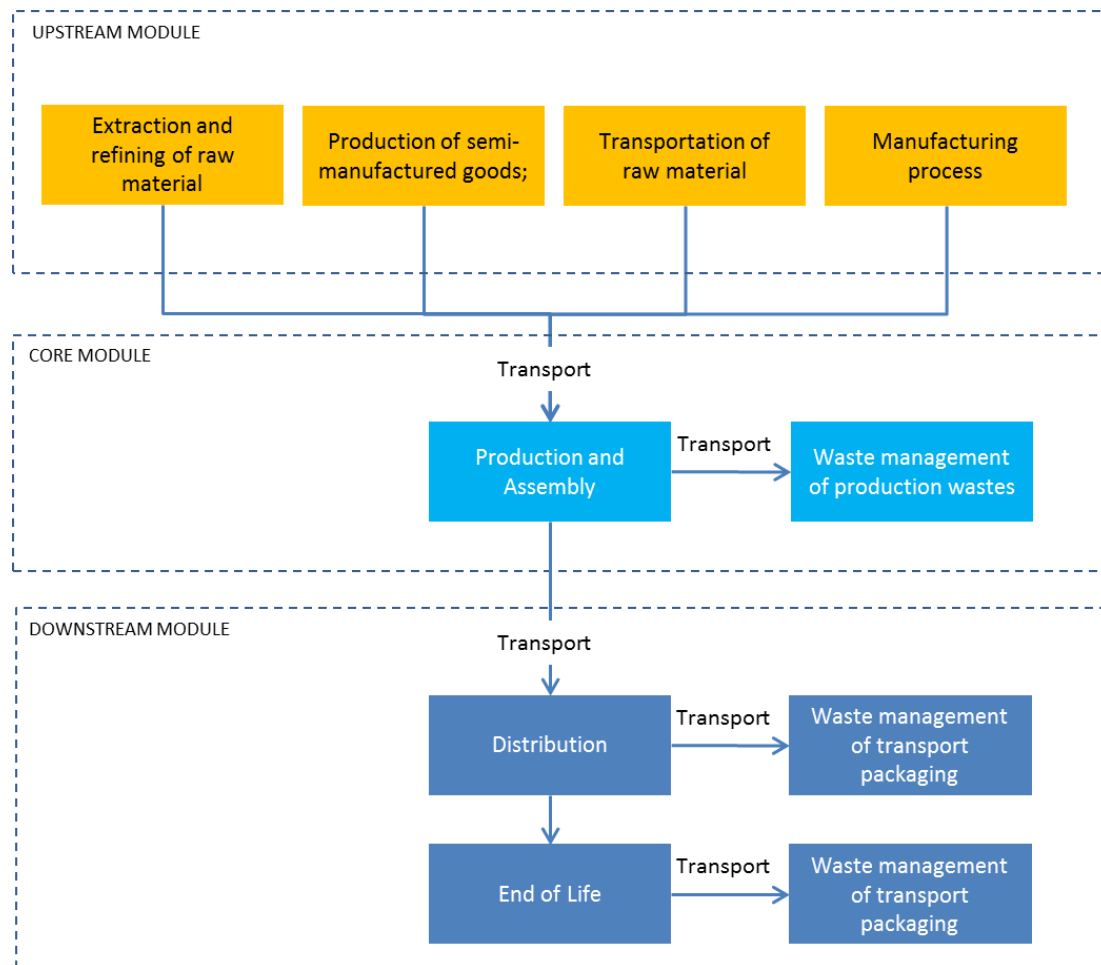 UPSTREAM MODULE
Extraction and
refining of raw
material
Production of semi-
manufactured goods;
Transportation of
raw material
Manufacturing
process
CORE MODULE
Transport
Production and
Assembly
Transport
Waste management
of production wastes
DOWNSTREAM MODULE
Transport
Distribution
Transport
Waste management
of transport
packaging
End of Life
Transport
Waste management
of transport
packaging